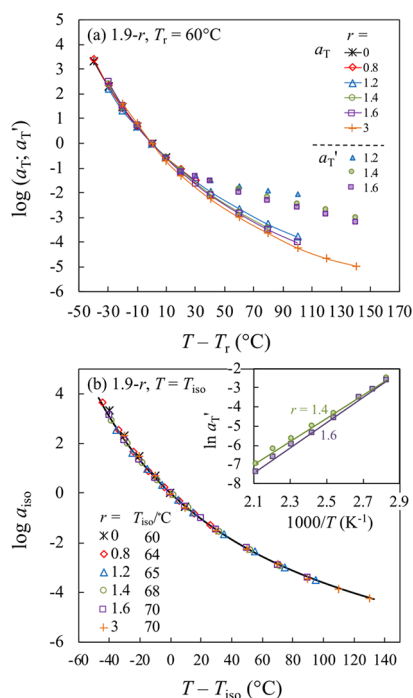 (a) 1.9-r, Tr = 60°C
r =
aT
0
0.8
1.2
1.4
1.6
3
aT'
1.2
1.4
1.6
5
4
3
2
1
0
-1
-2
-3
-4
-5
-6
log (aT; aT')
-50 -30 -10 10 30 50 70 90 110 130 150 170
T – Tr (°C)
(b) 1.9-r, T = Tiso
6
4
2
0
-2
-4
-6
log aiso
r = Tiso/°C
0 60
0.8 64
1.2 65
1.4 68
1.6 70
3 70
ln aT'
-1
-2
-3
-4
-5
-6
-7
-8
r = 1.4
1.6
2.1 2.3 2.5 2.7 2.9
1000/T (K-1)
-60 -40 -20 0 20 40 60 80 100 120 140
T – Tiso (°C)